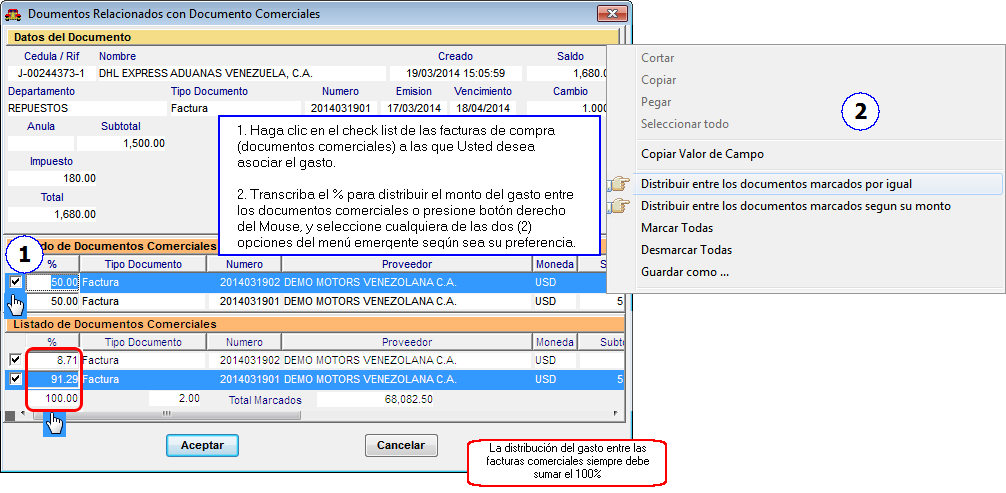 Doumentos Relacionados con Documento Comerciales
Datos del Documento
Cedula / Rif Nombre Creado Saldo
J-00244373-1 DHL EXPRESS ADUANAS VENEZUELA, C.A. 19/03/2014 15:05:59 1,680.
Departamento Tipo Documento Numero Emision Vencimiento Cambio
REPUESTOS Factura 2014031901 17/03/2014 18/04/2014 1.000
Anula Subtotal
1,500.00
Impuesto
180.00
Total
1,680.00
1. Haga clic en el check list de las facturas de compra
(documentos comerciales) a las que Usted desea
asociar el gasto.
2. Transcriba el % para distribuir el monto del gasto entre
los documentos comerciales o presione botón derecho
del Mouse, y seleccione cualquiera de las dos (2)
opciones del menú emergente según sea su preferencia.
Cortar
Copiar
Pegar
Seleccionar todo
2
Copiar Valor de Campo
Distribuir entre los documentos marcados por igual
Distribuir entre los documentos marcados segun su monto
Marcar Todas
Desmarcar Todas
Guardar como ...
1
de Documentos Comerciales
% Tipo Documento Numero Proveedor Moneda S
50.00 Factura 2014031902 DEMO MOTORS VENEZOLANA C.A. USD
50.00 Factura 2014031901 DEMO MOTORS VENEZOLANA C.A. USD 5
Listado de Documentos Comerciales
% Tipo Documento Numero Proveedor Moneda Subto
8.71 Factura 2014031902 DEMO MOTORS VENEZOLANA C.A. USD
91.29 Factura 2014031901 DEMO MOTORS VENEZOLANA C.A. USD 5
100.00 2.00 Total Marcados 68,082.50
Aceptar Cancelar
La distribución del gasto entre las
facturas comerciales siempre debe
sumar el 100%